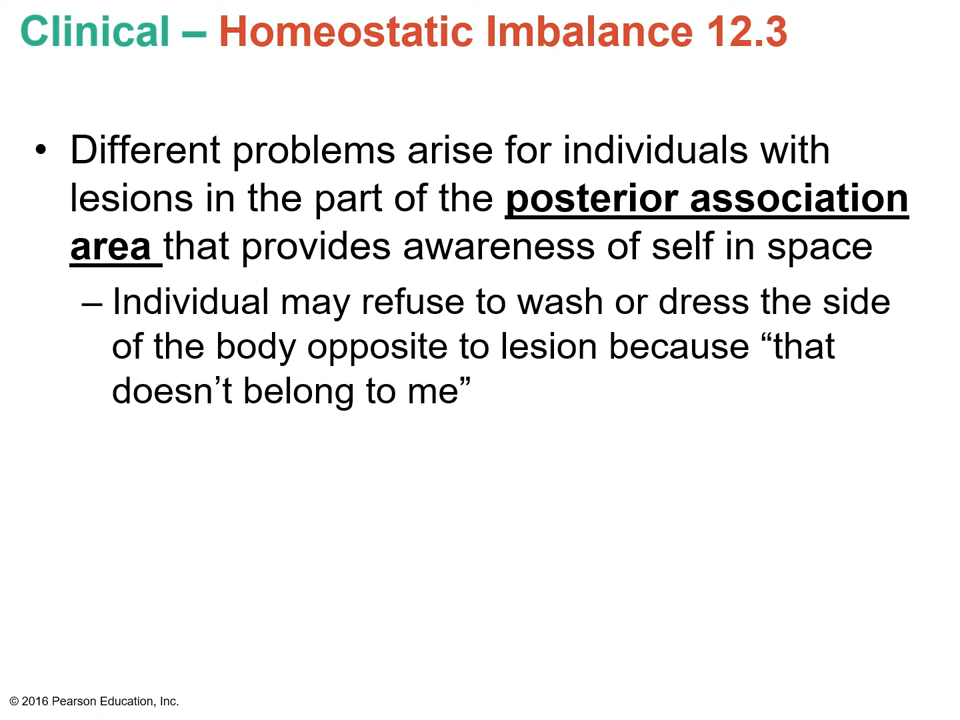 Clinical – Homeostatic Imbalance 12.3
• Different problems arise for individuals with
lesions in the part of the posterior association
area that provides awareness of self in space
– Individual may refuse to wash or dress the side
of the body opposite to lesion because “that
doesn’t belong to me”
© 2016 Pearson Education, Inc.